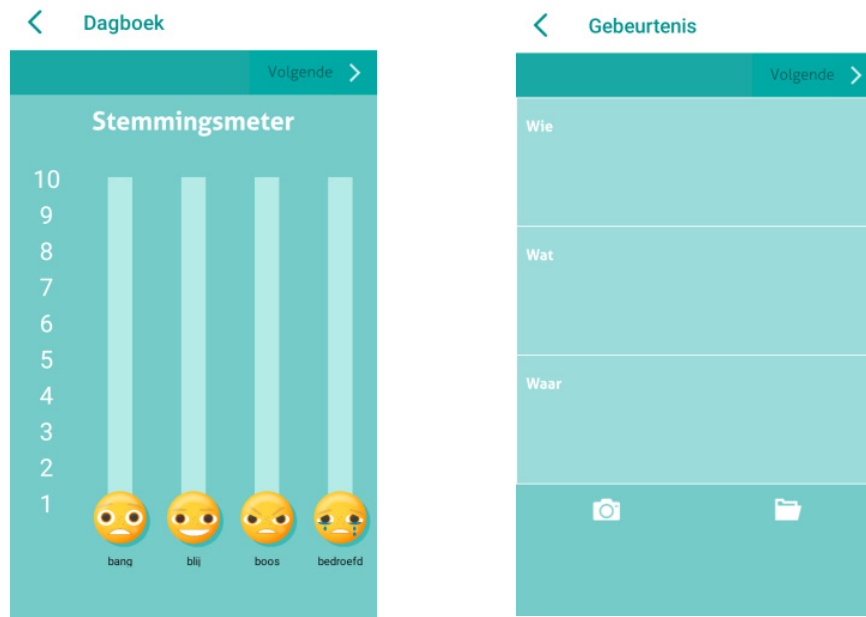 Dagboek
Volgende
Stemmingsmeter
10
9
8
7
6
5
4
3
2
1
bang
blij
boos
bedroefd
Gebeurtenis
Volgende
Wie
Wat
Waar